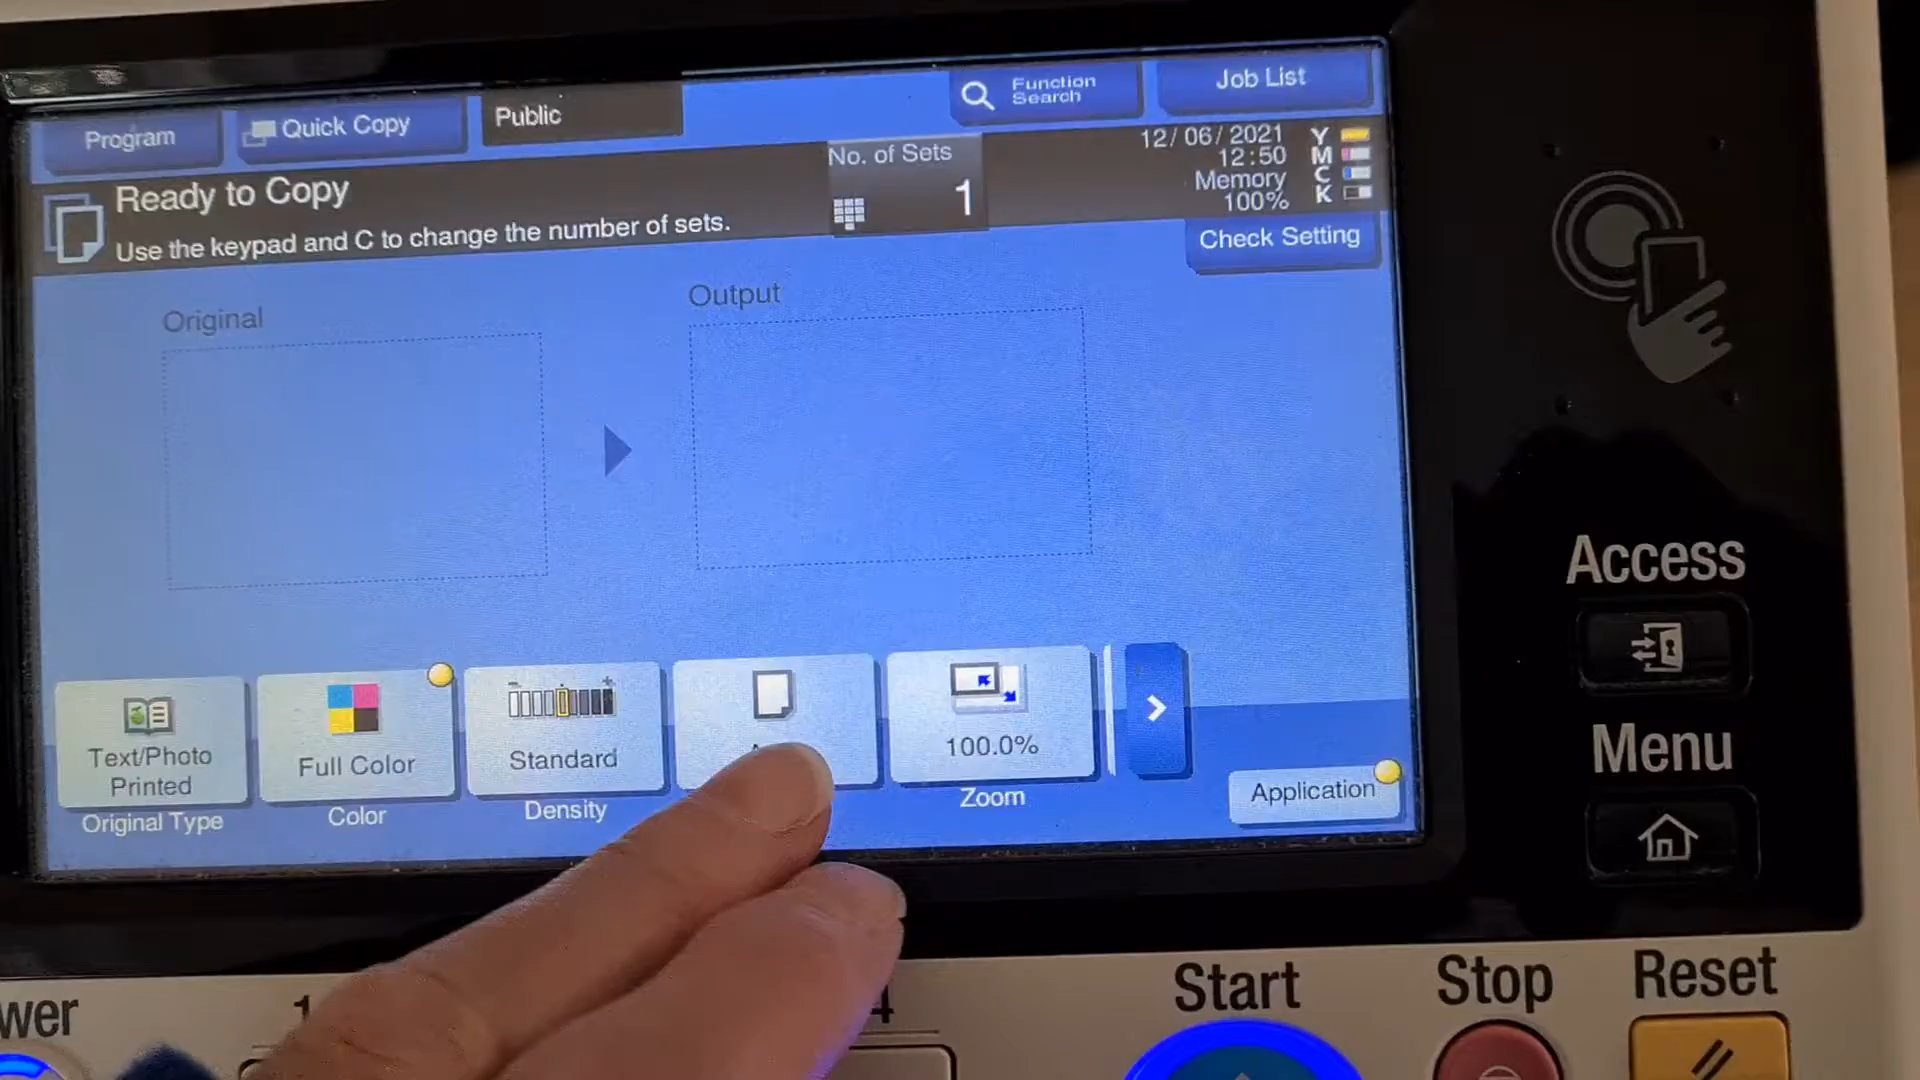 Program
Quick Copy
Public
Function
Search
Job List
Ready to Copy
Use the keypad and C to change the number of sets.
No. of Sets
1
12/06/2021
12:50
Memory
100%
Y
M
C
K
Check Setting
Original
Output
Text/Photo
Printed
Original Type
Full Color
Color
Standard
Density
100.0%
Zoom
Application
Access
Menu
wer
1
4
Start
Stop
Reset